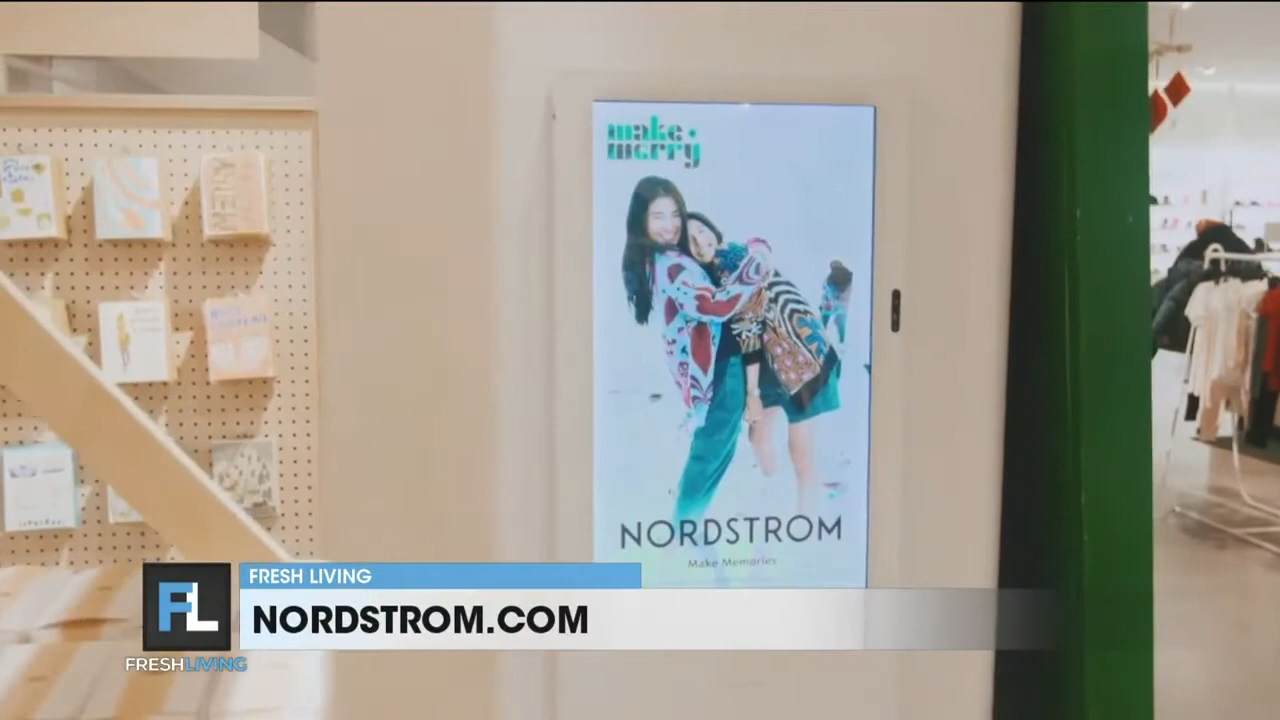 make
merry
NORDSTROM
Make Memories
FRESH LIVING
NORDSTROM.COM
FL
FRESHLIVING